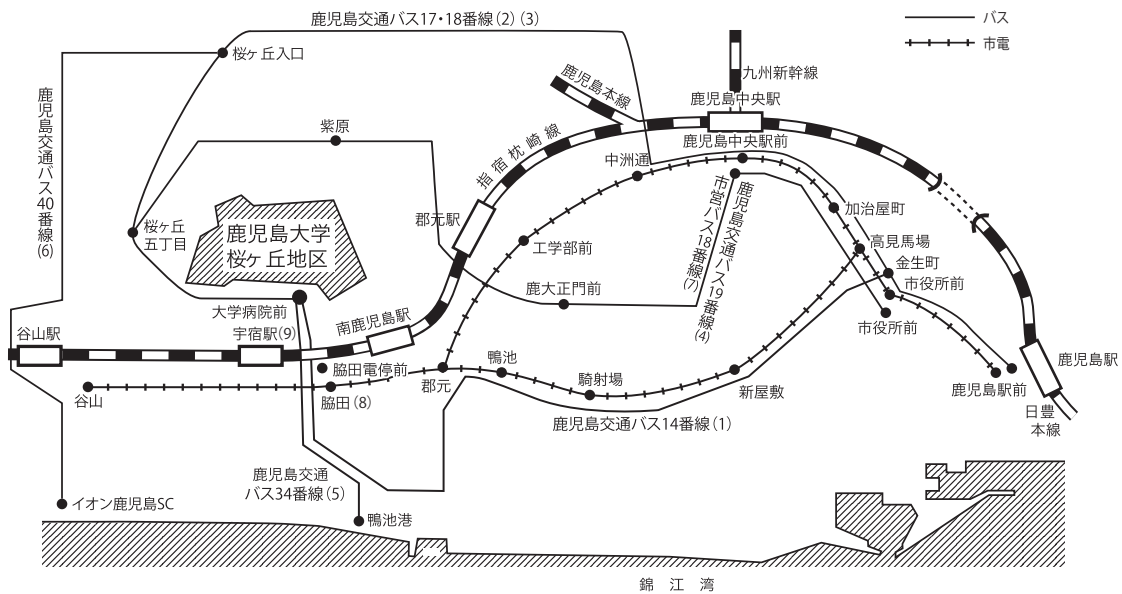 鹿児島交通バス17・18番線(2)(3)
バス
市電
桜ヶ丘入口
鹿児島本線
九州新幹線
鹿児島中央駅
鹿児島交通バス40番線(6)
紫原
指宿枕崎線
鹿児島中央駅前
中洲通
市営バス18番線(7)
鹿児島交通バス19番線(4)
加治屋町
桜ヶ丘
五丁目
鹿児島大学
桜ヶ丘地区
郡元駅
工学部前
高見馬場
金生町
市役所前
鹿大正門前
大学病院前
市役所前
谷山駅
宇宿駅(9)
南鹿児島駅
脇田電停前
鴨池
騎射場
新屋敷
鹿児島駅
鹿児島駅前
谷山
脇田(8)
郡元
鹿児島交通バス14番線(1)
日豊
本線
鹿児島交通
バス34番線(5)
イオン鹿児島SC
鴨池港
錦江湾